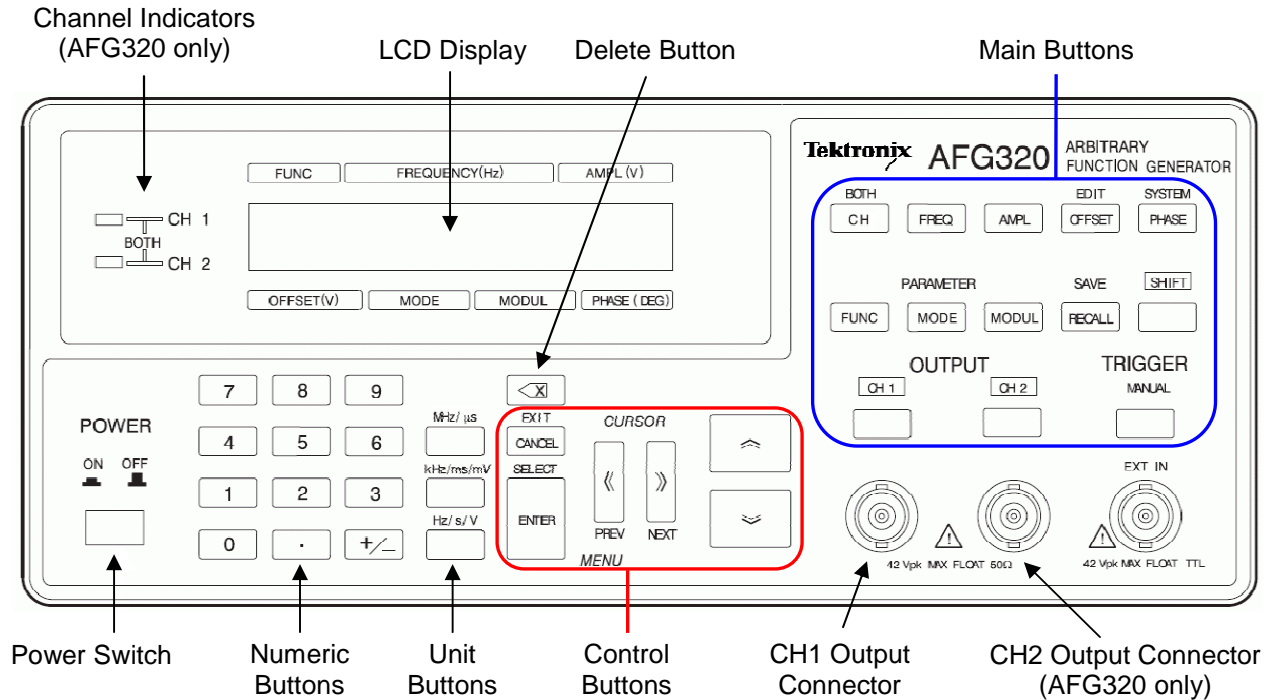 Channel Indicators
(AFG320 only)
LCD Display
Delete Button
Main Buttons
FUNC
FREQUENCY(Hz)
AMPL (V)
CH 1
BOTH
CH 2
OFFSET(V)
MODE
MODUL
PHASE (DEG)
Tektronix
AFG320
ARBITRARY
FUNCTION GENERATOR
BOTH
EDIT
SYSTEM
CH
FREQ
AMPL
OFFSET
PHASE
PARAMETER
SAVE
SHIFT
FUNC
MODE
MODUL
RECALL
OUTPUT
TRIGGER
CH 1
CH 2
MANUAL
POWER
ON
OFF
7
8
9
4
5
6
1
2
3
0
.
+/−
MHz/ µs
kHz/ms/mV
Hz/ s/ V
X
EXIT
CANCEL
SELECT
ENTER
CURSOR
《
》
PREV
NEXT
MENU
EXT IN
42 Vpk MAX FLOAT 50Ω
42 Vpk MAX FLOAT TTL
Power Switch
Numeric
Buttons
Unit
Buttons
Control
Buttons
CH1 Output
Connector
CH2 Output Connector
(AFG320 only)